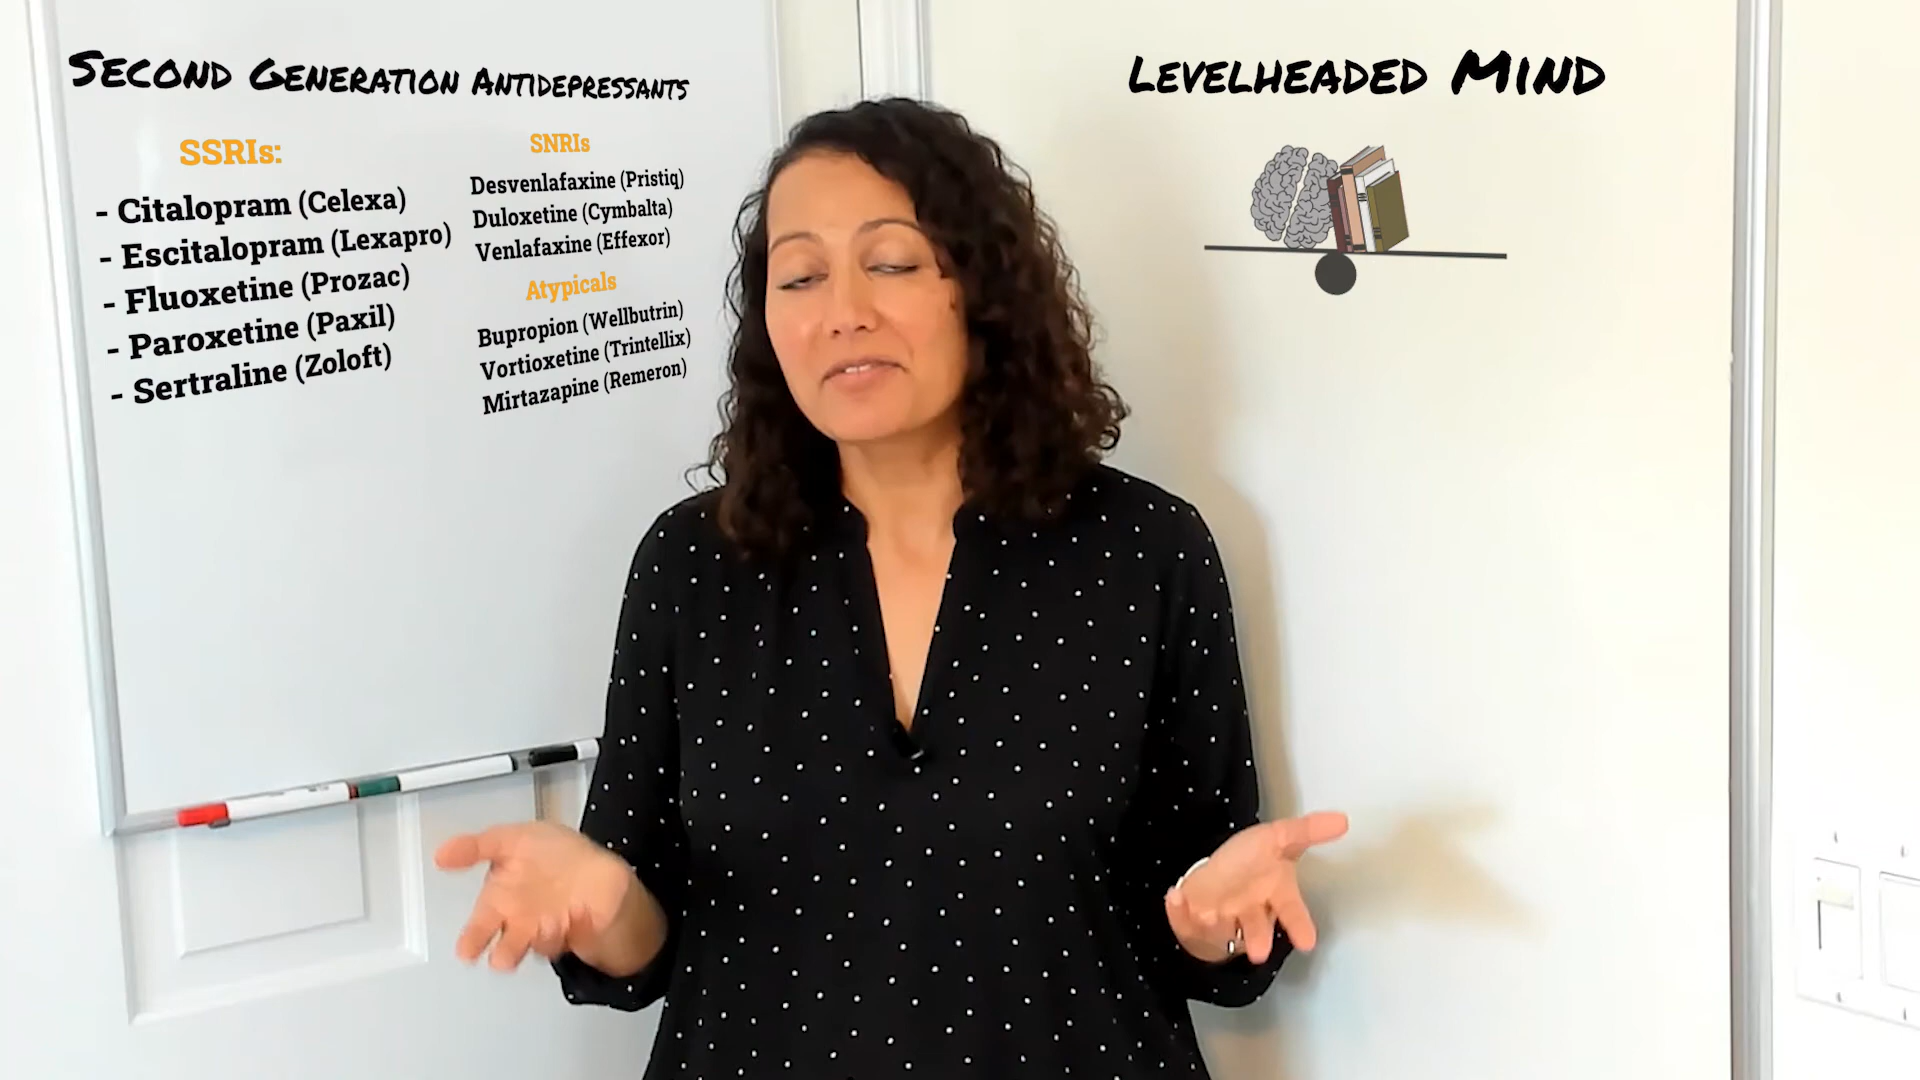 Second Generation Antidepressants
SSRIs:
- Citalopram (Celexa)
- Escitalopram (Lexapro)
- Fluoxetine (Prozac)
- Paroxetine (Paxil)
- Sertraline (Zoloft)
SNRIs
Desvenlafaxine (Pristiq)
Duloxetine (Cymbalta)
Venlafaxine (Effexor)
Atypicals
Bupropion (Wellbutrin)
Vortioxetine (Trintellix)
Mirtazapine (Remeron)
Levelheaded Mind